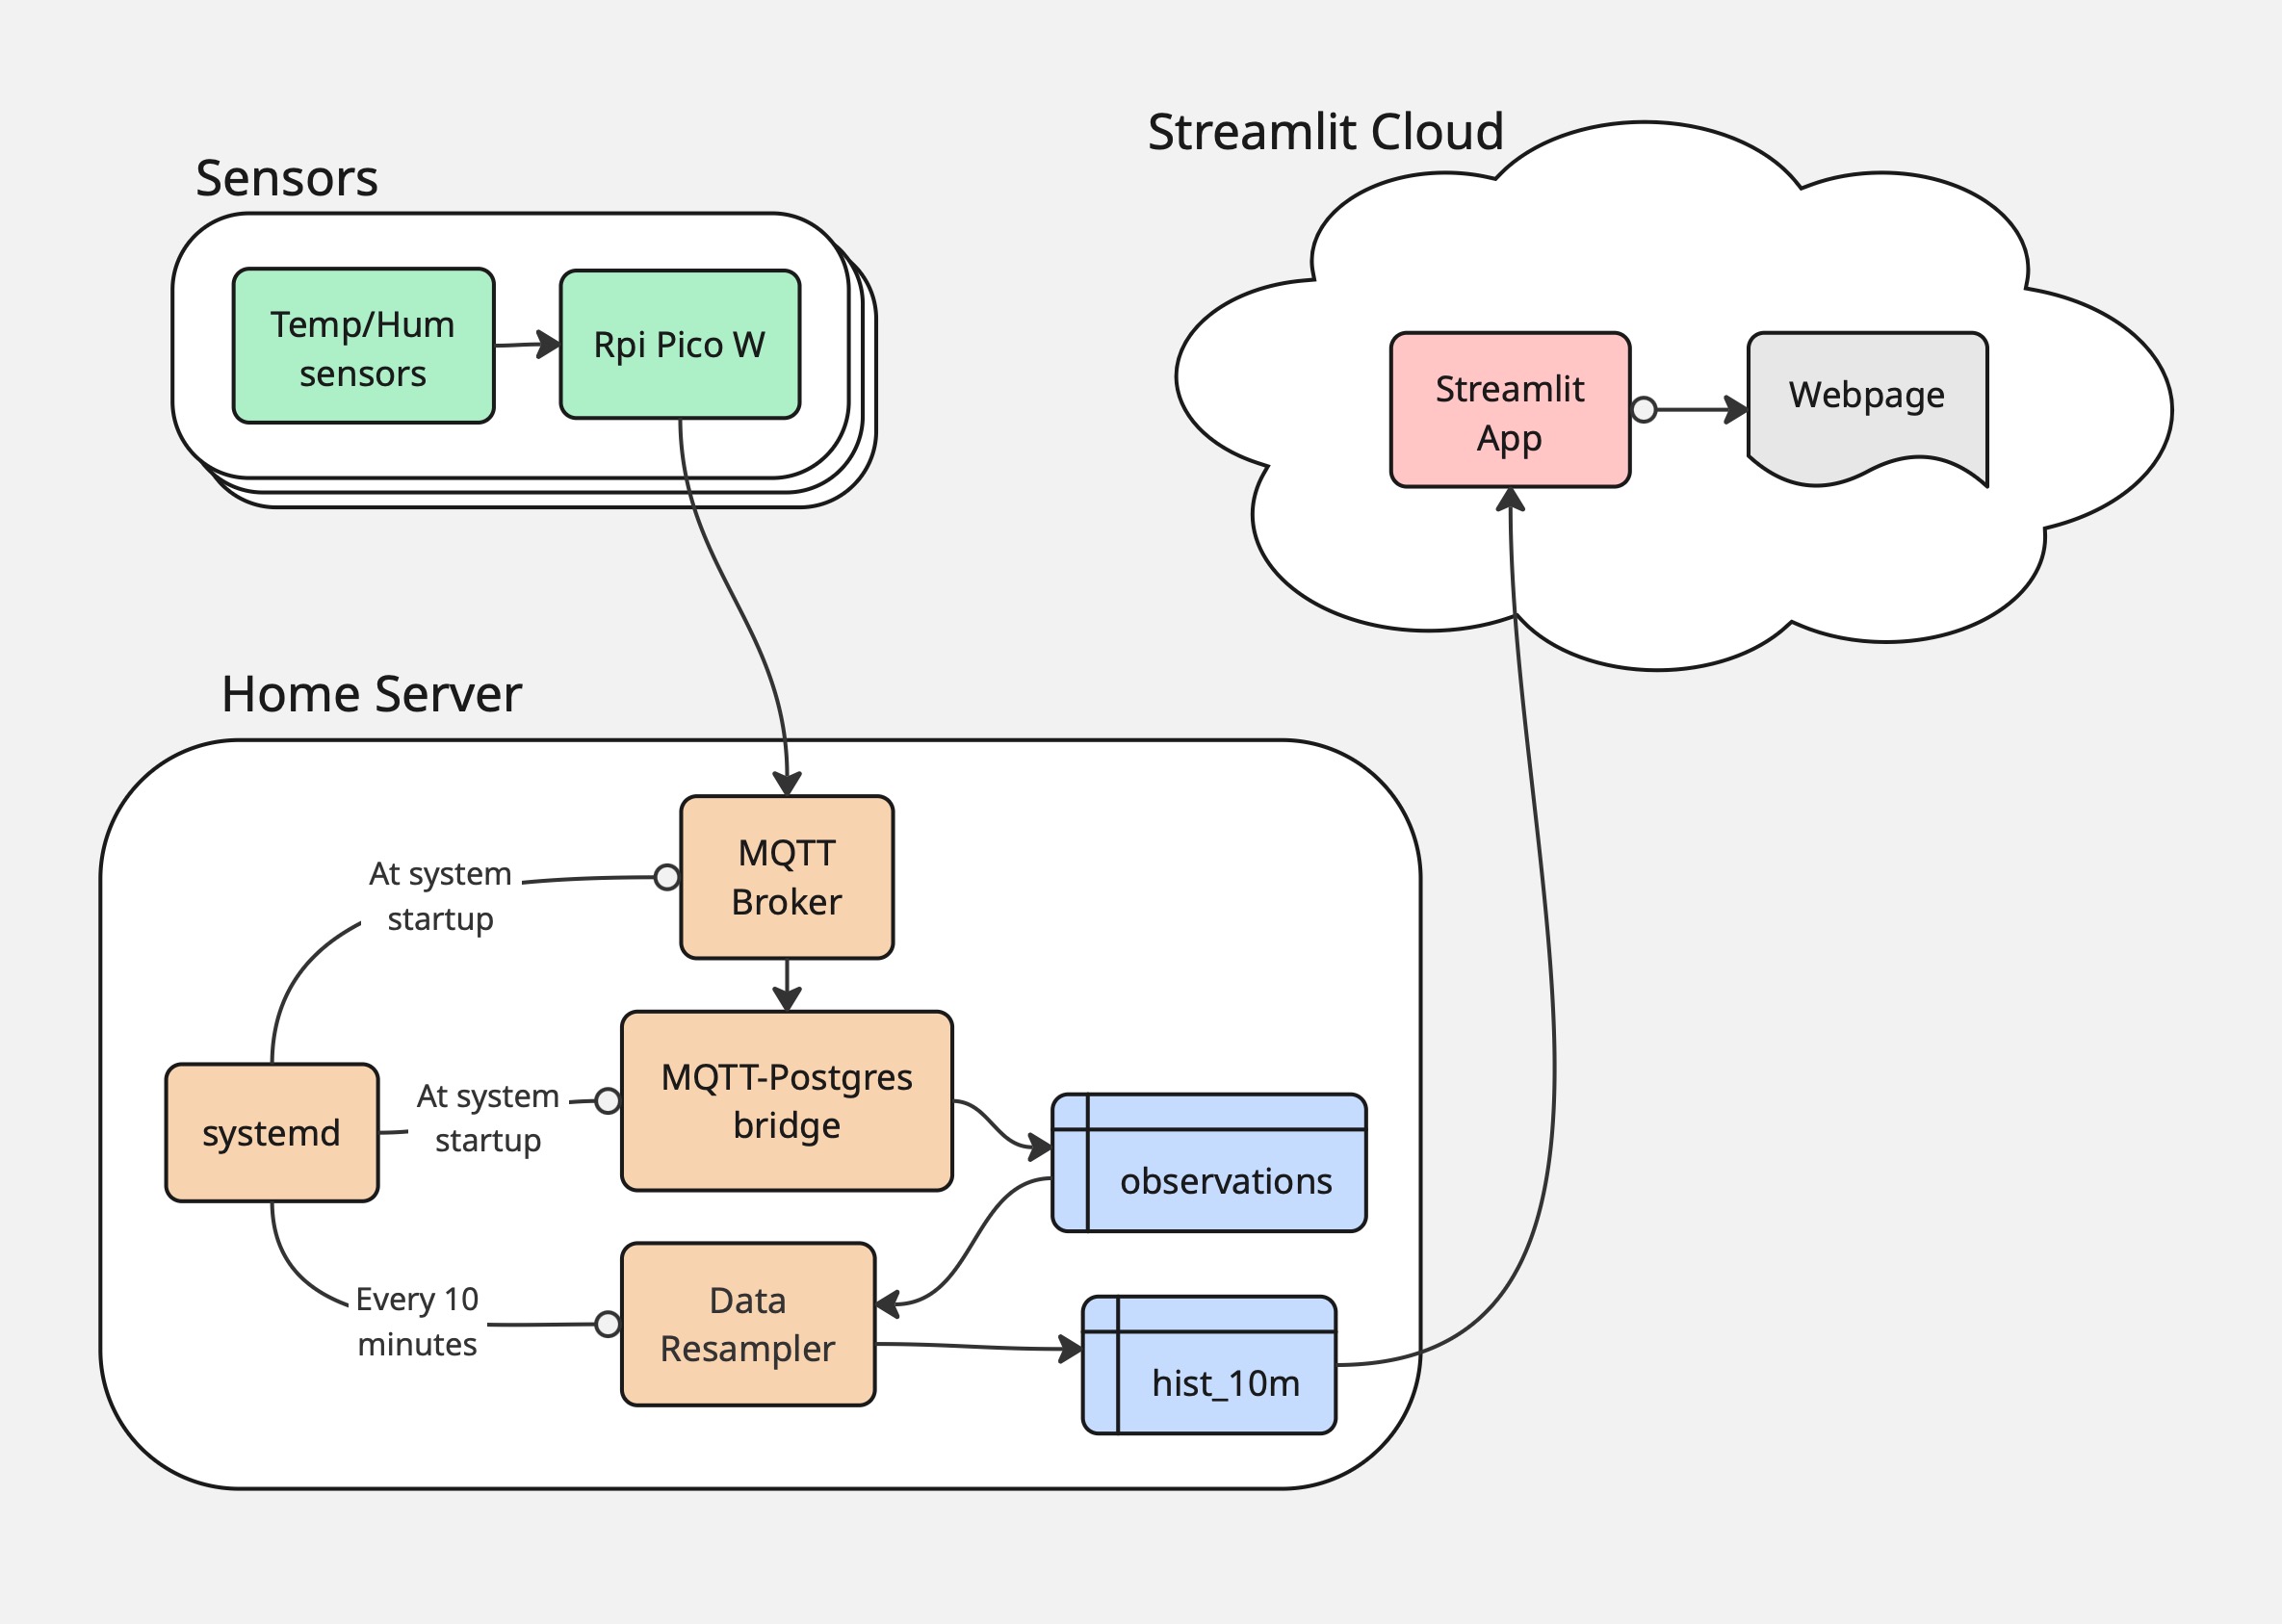 Streamlit Cloud
Sensors
Temp/Hum
sensors
Rpi Pico W
Streamlit
App
Webpage
Home Server
MQTT
Broker
At system
startup
MQTT-Postgres
bridge
At system
startup
systemd
observations
Data
Resampler
Every 10
minutes
hist_10m